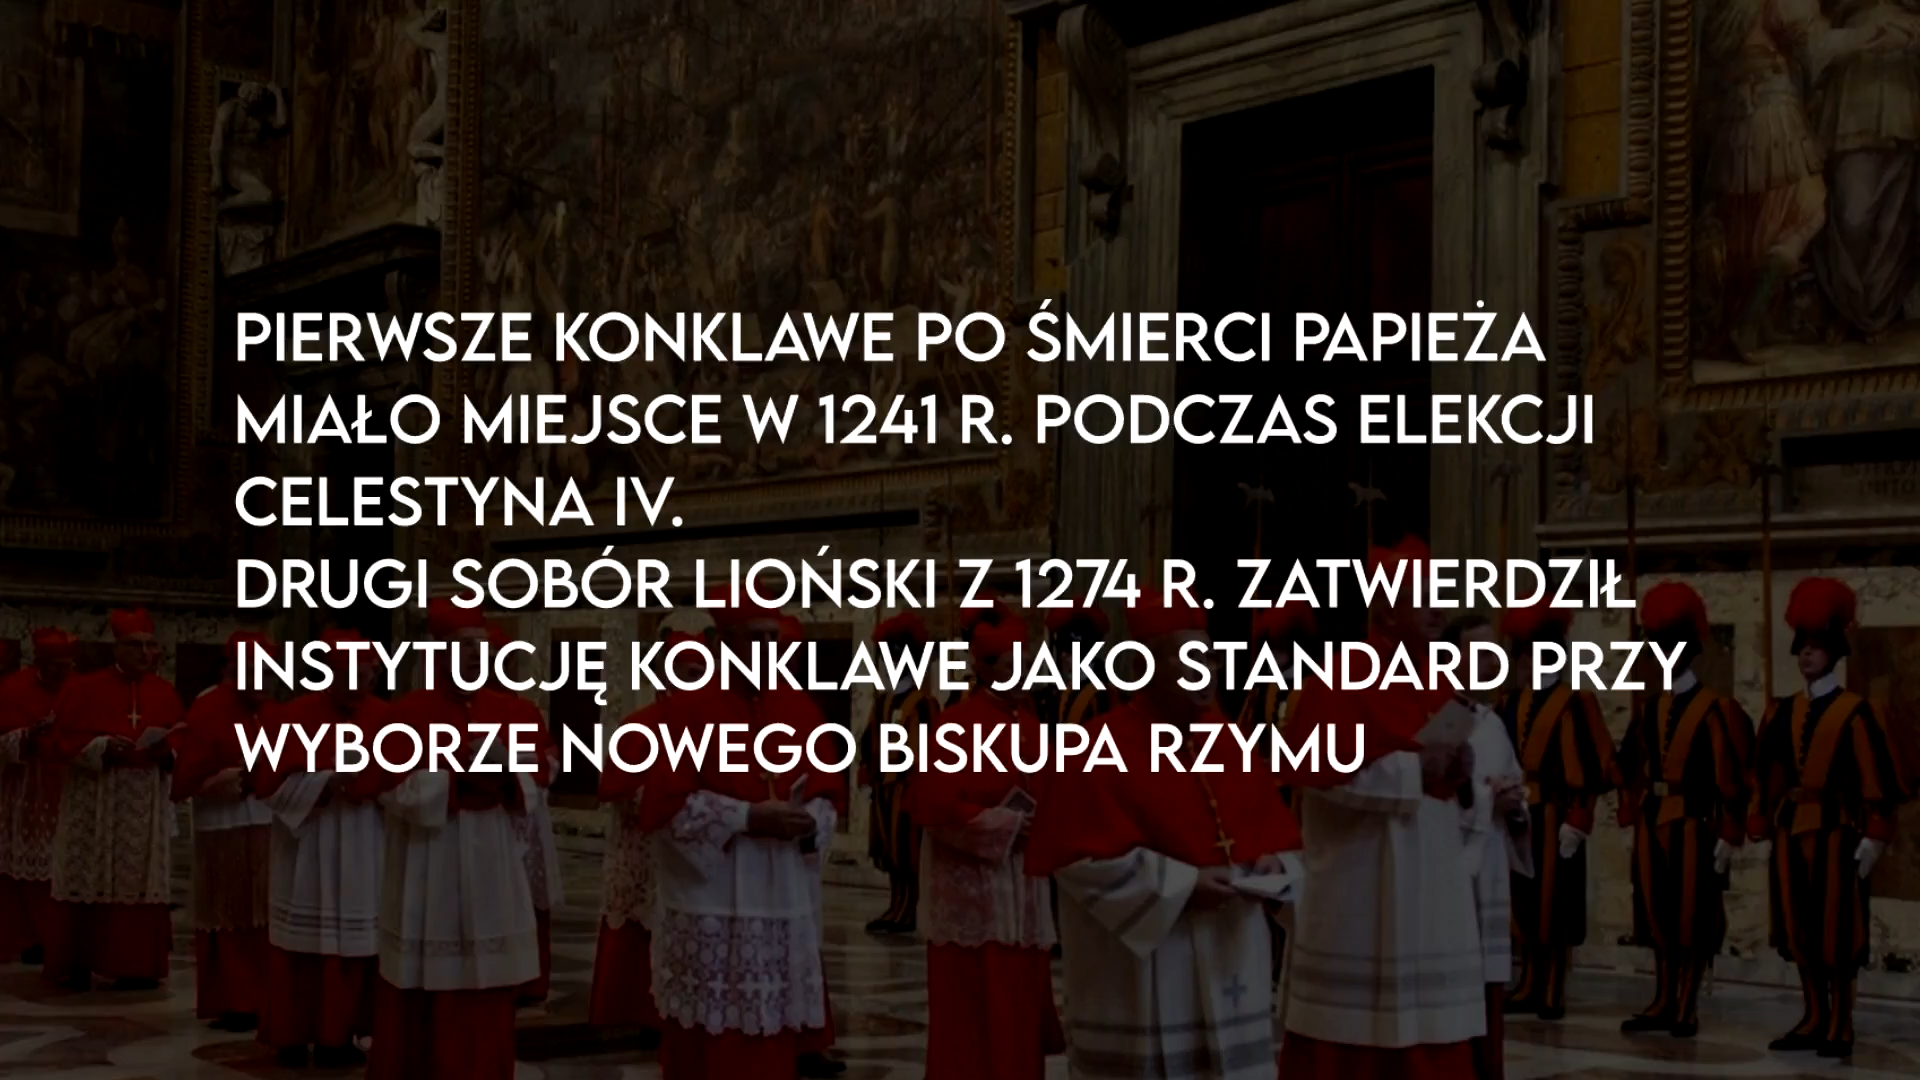 PIERWSZE KONKLAWE PO ŚMIERCI PAPIEŻA
MIAŁO MIEJSCE W 1241 R. PODCZAS ELEKCJI
CELESTYNA IV.
DRUGI SOBÓR LIOŃSKI Z 1274 R. ZATWIERDZIŁ
INSTYTUCJĘ KONKLAWE JAKO STANDARD PRZY
WYBORZE NOWEGO BISKUPA RZYMU